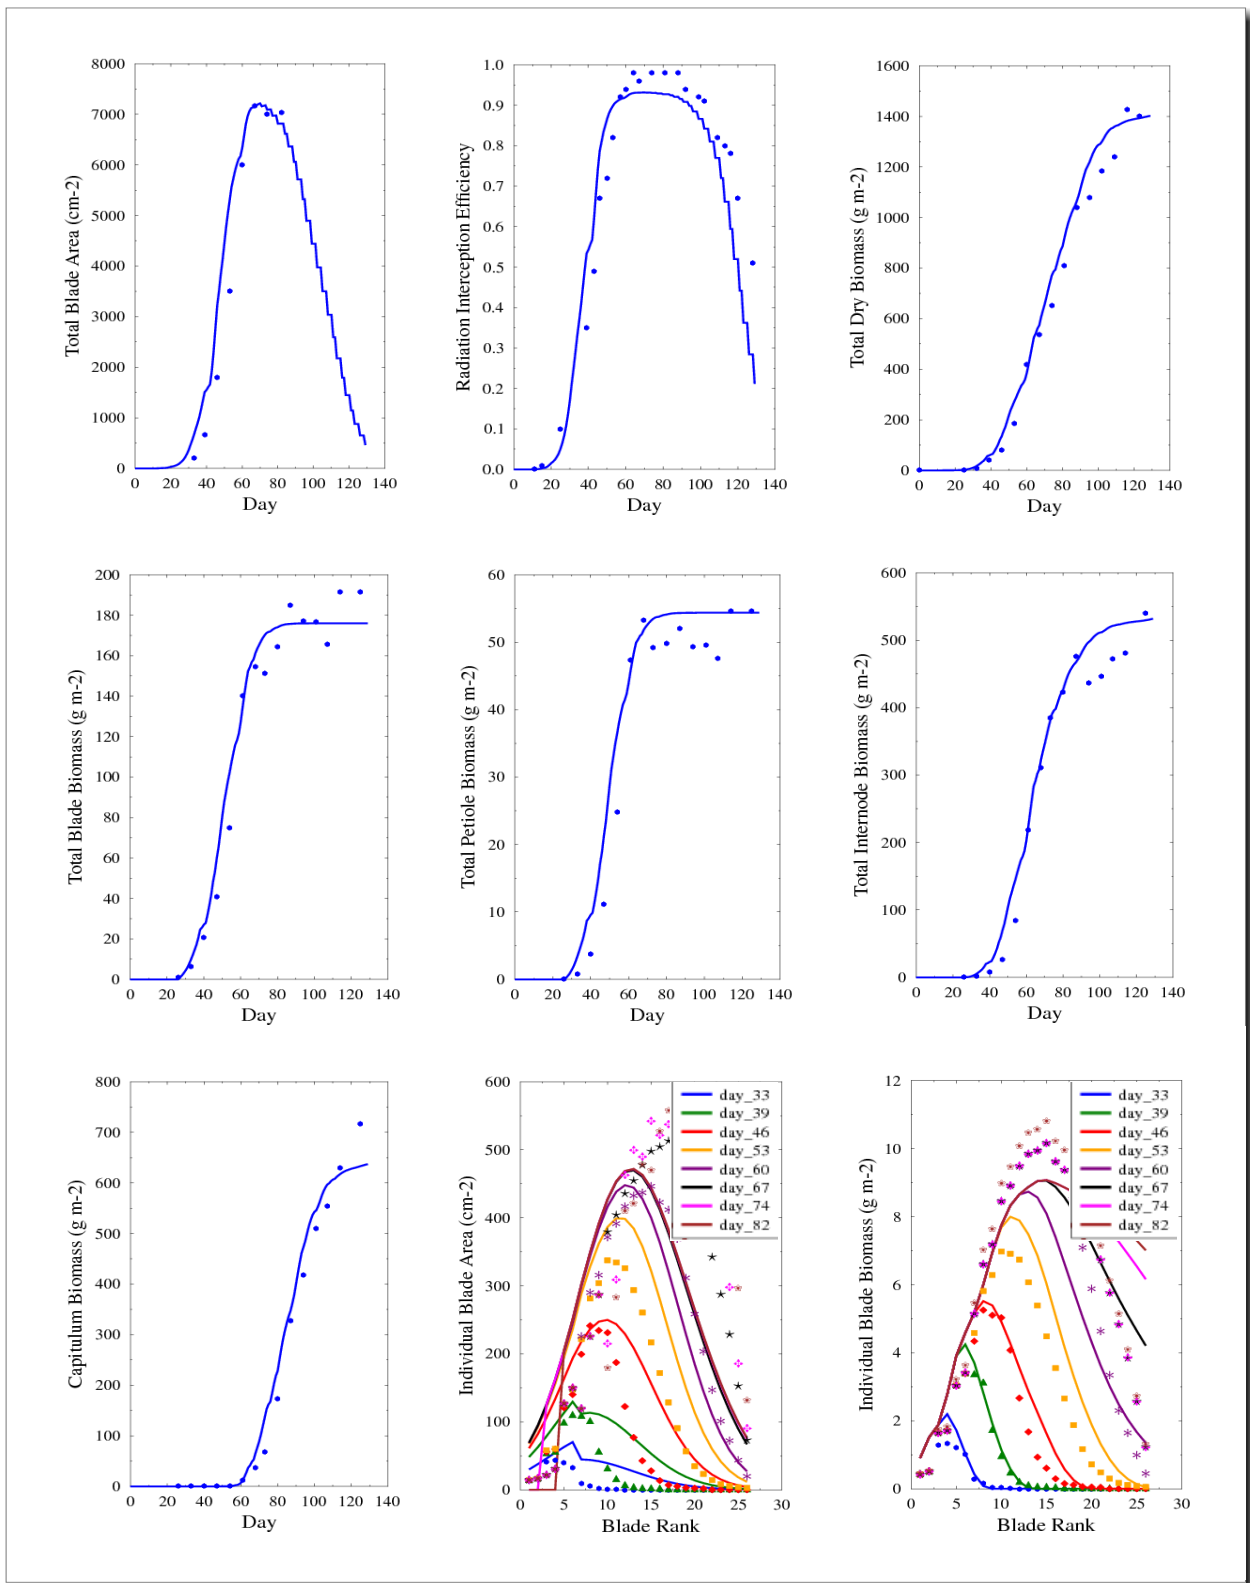 8000
7000
6000
5000
4000
3000
2000
1000
0
Total Blade Area (cm-2)
0 20 40 60 80 100 120 140
Day
1.0
0.9
0.8
0.7
0.6
0.5
0.4
0.3
0.2
0.1
0.0
Radiation Interception Efficiency
0 20 40 60 80 100 120 140
Day
1600
1400
1200
1000
800
600
400
200
0
Total Dry Biomass (g m-2)
0 20 40 60 80 100 120 140
Day
200
180
160
140
120
100
80
60
40
20
0
Total Blade Biomass (g m-2)
0 20 40 60 80 100 120 140
Day
60
50
40
30
20
10
0
Total Petiole Biomass (g m-2)
0 20 40 60 80 100 120 140
Day
600
500
400
300
200
100
0
Total Internode Biomass (g m-2)
0 20 40 60 80 100 120 140
Day
800
700
600
500
400
300
200
100
0
Capitulum Biomass (g m-2)
0 20 40 60 80 100 120 140
Day
600
500
400
300
200
100
0
Individual Blade Area (cm-2)
day_33
day_39
day_46
day_53
day_60
day_67
day_74
day_82
0 5 10 15 20 25 30
Blade Rank
12
10
8
6
4
2
0
Individual Blade Biomass (g m-2)
day_33
day_39
day_46
day_53
day_60
day_67
day_74
day_82
0 5 10 15 20 25 30
Blade Rank